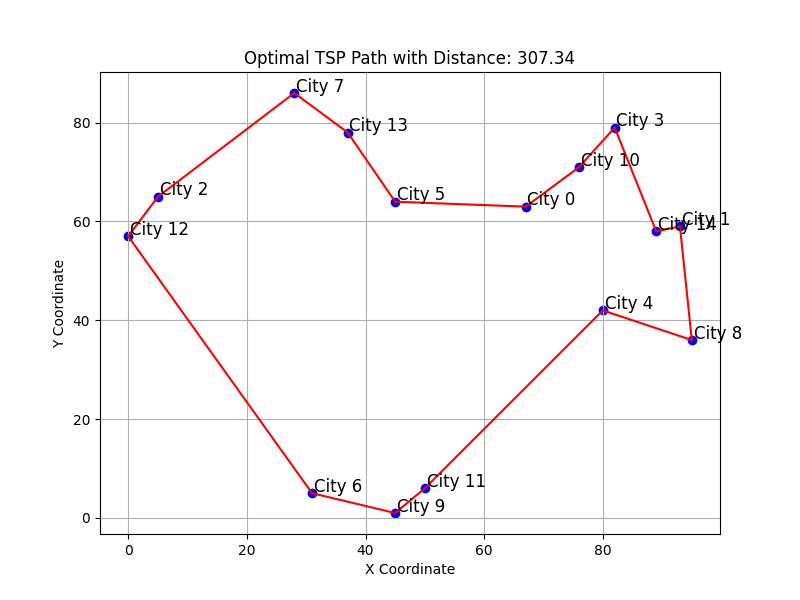 Optimal TSP Path with Distance: 307.34
City 7
City 3
City 13
City 10
City 2
City 5
City 0
City 12
City 14
City 1
City 4
City 8
City 6
City 11
City 9
80
60
40
20
0
0
20
40
60
80
Y Coordinate
X Coordinate